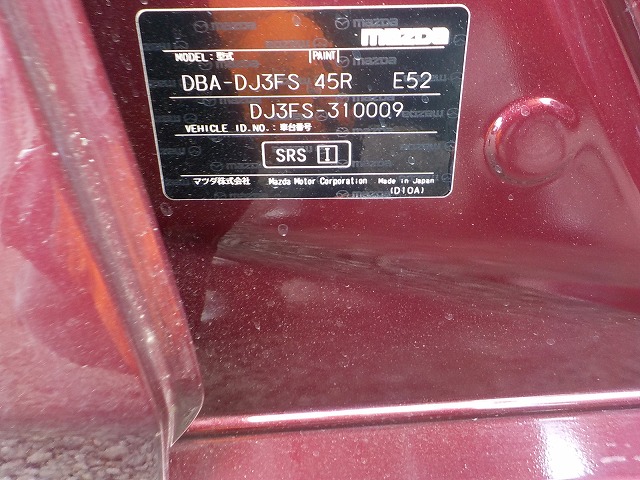 mazda
MODEL: 型式 PAINT
DBA-DJ3FS 45R E52
DJ3FS-310009
VEHICLE ID.NO.: 車台番号
SRS I
マツダ株式会社 Mazda Motor Corporation Made in Japan
(D10A)